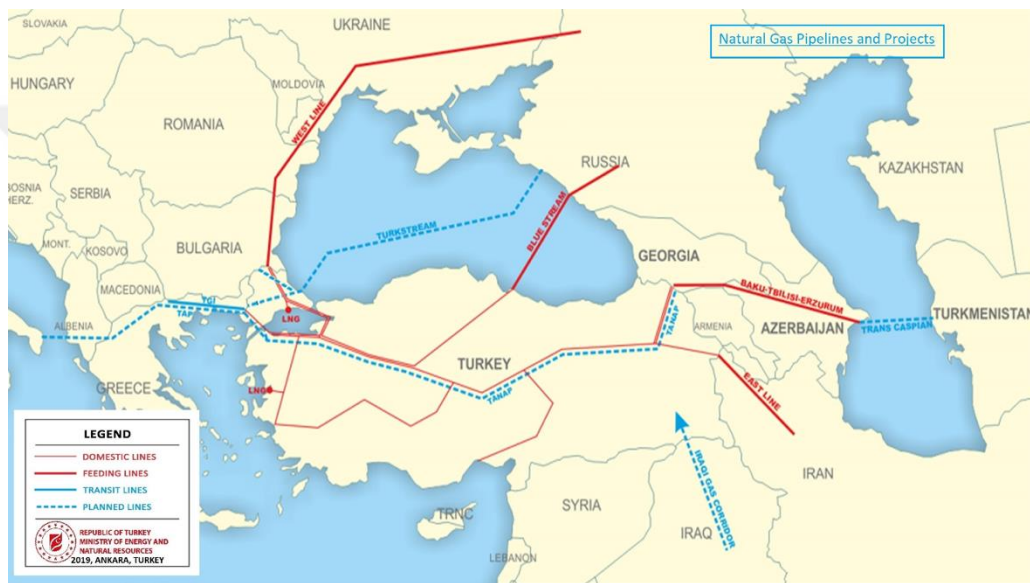 SLOVAKIA
UKRAINE
Natural Gas Pipelines and Projects
HUNGARY
MOLDOVIA
ROMANIA
WEST LINE
RUSSIA
KAZAKHSTAN
BOSNIA
HERZ.
SERBIA
MONT.
KOSOVO
BULGARIA
TURKSTREAM
BLUE STREAM
GEORGIA
MACEDONIA
TGI
TAP
LNG
BAKU-TBILISI-ERZURUM
TANAP
ARMENIA
AZERBAIJAN
TRANS CASPIAN
TURKMENISTAN
ALBENIA
TURKEY
GREECE
LNG
TANAP
EAST LINE
IRAQI GAS CORRIDOR
IRAN
SYRIA
IRAQ
TRNC
LEBANON
LEGEND
DOMESTIC LINES
FEEDING LINES
TRANSIT LINES
PLANNED LINES
REPUBLIC OF TURKEY
MINISTRY OF ENERGY AND
NATURAL RESOURCES
2019, ANKARA, TURKEY